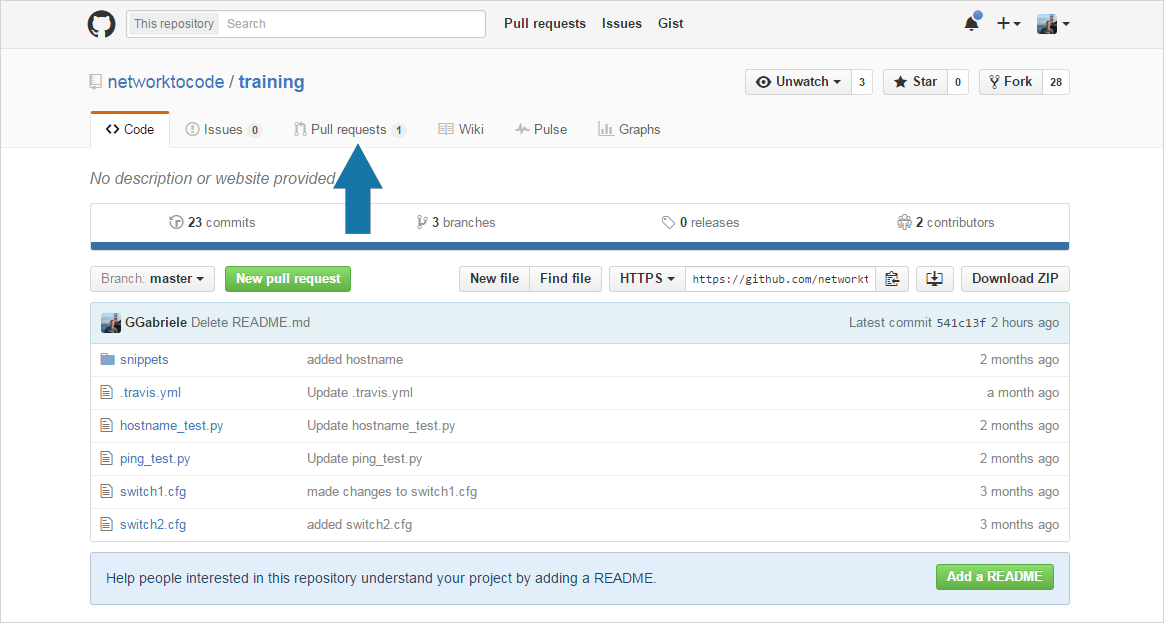 This repository Search Pull requests Issues Gist
networktocode / training Unwatch 3 Star 0 Fork 28
Code Issues 0 Pull requests 1 Wiki Pulse Graphs
No description or website provided
23 commits 3 branches 0 releases 2 contributors
Branch: master New pull request New file Find file HTTPS https://github.com/networkt Download ZIP
GGabriele Delete README.md Latest commit 541c13f 2 hours ago
snippets added hostname 2 months ago
.travis.yml Update .travis.yml a month ago
hostname_test.py Update hostname_test.py 2 months ago
ping_test.py Update ping_test.py 2 months ago
switch1.cfg made changes to switch1.cfg 3 months ago
switch2.cfg added switch2.cfg 3 months ago
Help people interested in this repository understand your project by adding a README. Add a README